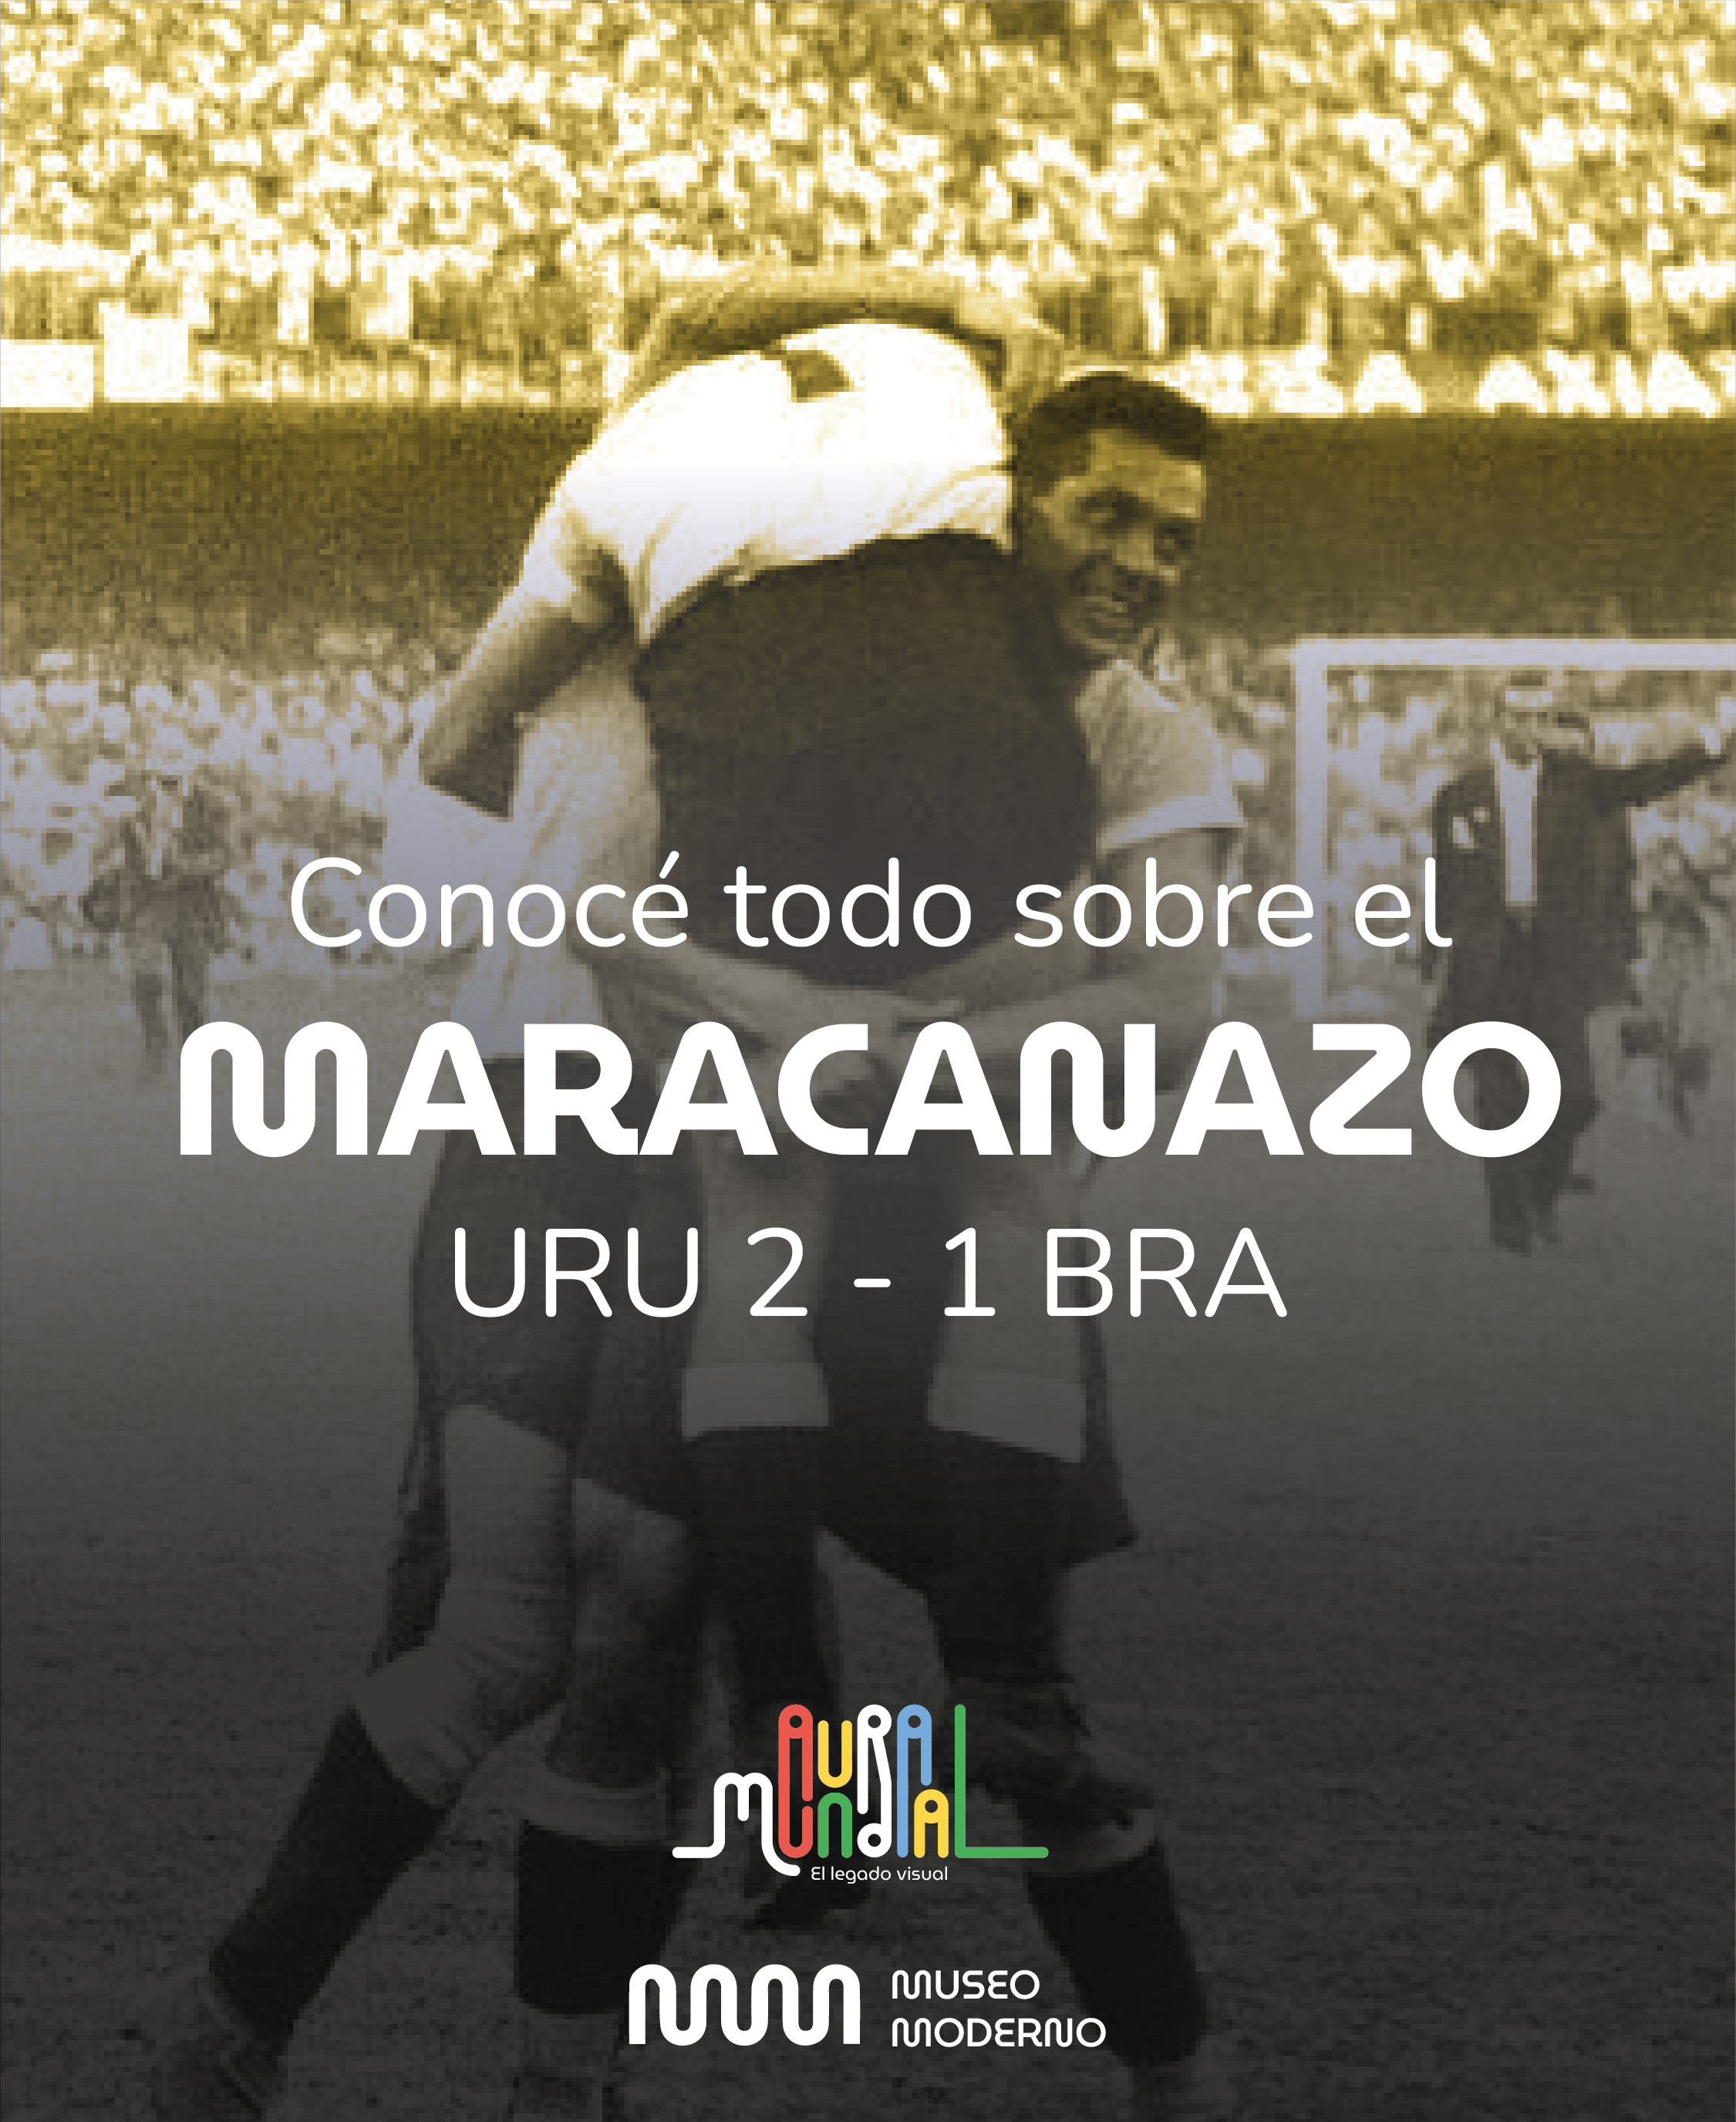 Conocé todo sobre el
MARACANAZO
URU 2 - 1 BRA
AURA
MUNDIAL
El legado visual
MUSEO
MODERNO